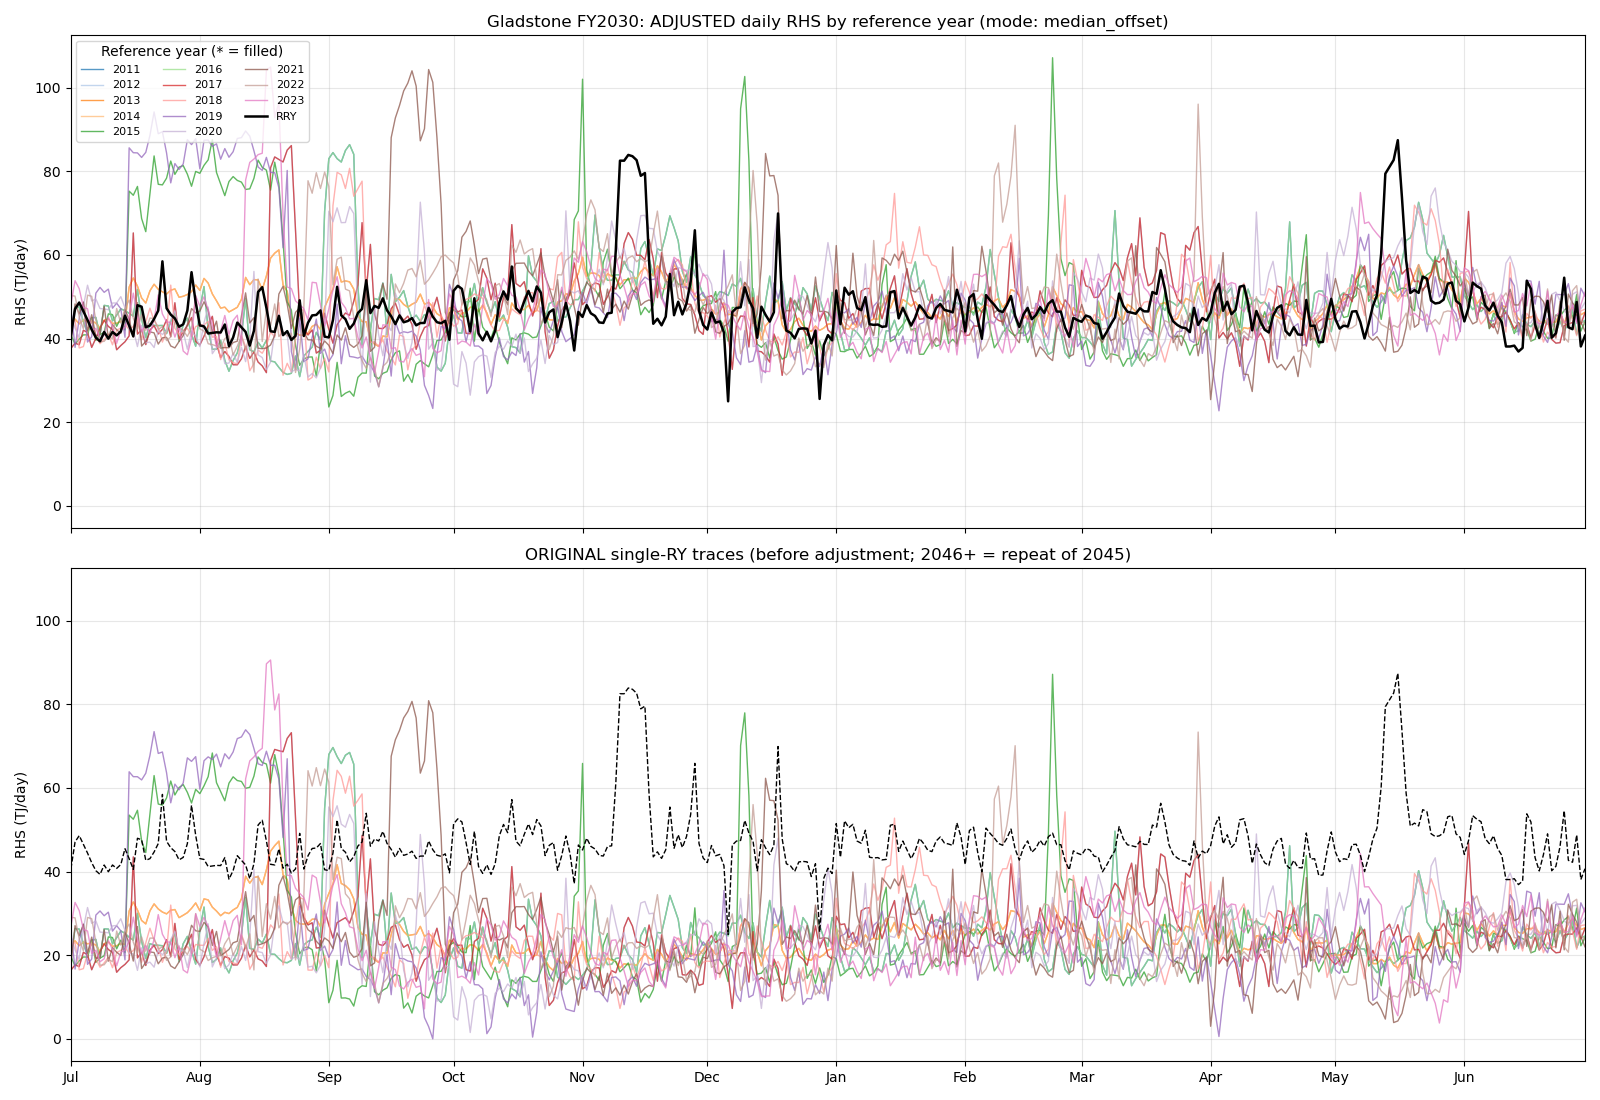 Gladstone FY2030: ADJUSTED daily RHS by reference year (mode: median_offset)
Reference year (* = filled)
2011 2016 2021
2012 2017 2022
2013 2018 2023
2014 2019 RRY
2015 2020
RHS (TJ/day)
100
80
60
40
20
0
ORIGINAL single-RY traces (before adjustment; 2046+ = repeat of 2045)
RHS (TJ/day)
100
80
60
40
20
0
Jul Aug Sep Oct Nov Dec Jan Feb Mar Apr May Jun